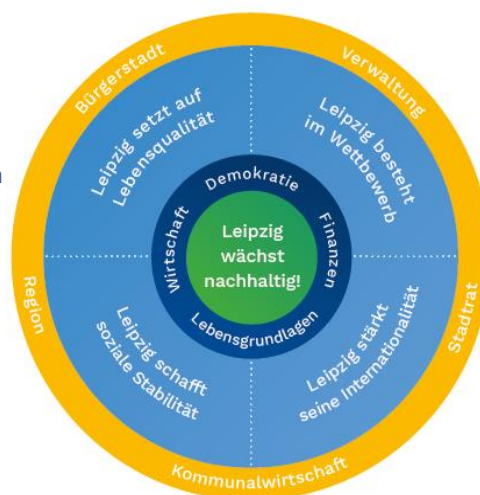 Bürgerstadt
Verwaltung
Leipzig setzt auf
Lebensqualität
Leipzig besteht
im Wettbewerb
Demokratie
Wirtschaft
Finanzen
Leipzig
wächst
nachhaltig!
Lebensgrundlagen
Region
Stadtrat
Leipzig schafft
soziale Stabilität
Leipzig stärkt
seine Internationalität
Kommunalwirtschaft